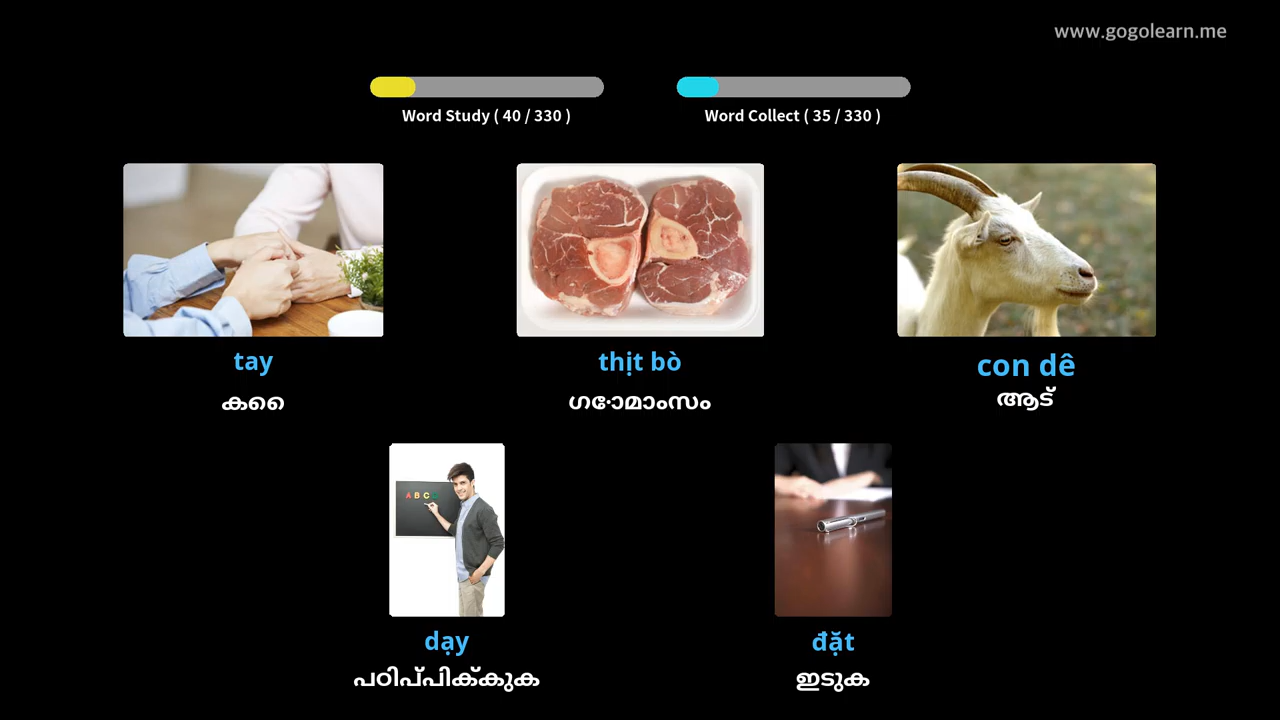 www.gogolearn.me
Word Study ( 40 / 330 )
Word Collect ( 35 / 330 )
tay
thịt bò
con dê
കൈ
ഗോമാംസം
ആട്
A B C
dạy
đặt
പഠിപ്പിക്കുക
ഇടുക